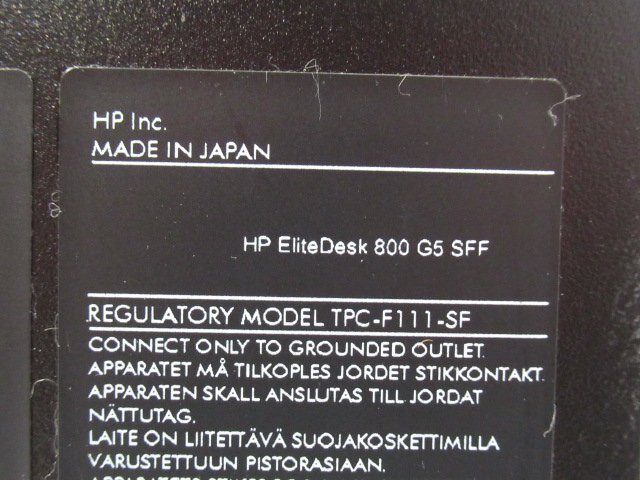 HP Inc.
MADE IN JAPAN
HP EliteDesk 800 G5 SFF
REGULATORY MODEL TPC-F111-SF
CONNECT ONLY TO GROUNDED OUTLET.
APPARATET MÅ TILKOPLES JORDET STIKKONTAKT.
APPARATEN SKALL ANSLUTAS TILL JORDAT
NÄTTUTAG.
LAITE ON LIITETTÄVÄ SUOJAKOSKETTIMILLA
VARUSTETTUUN PISTORASIAAN.